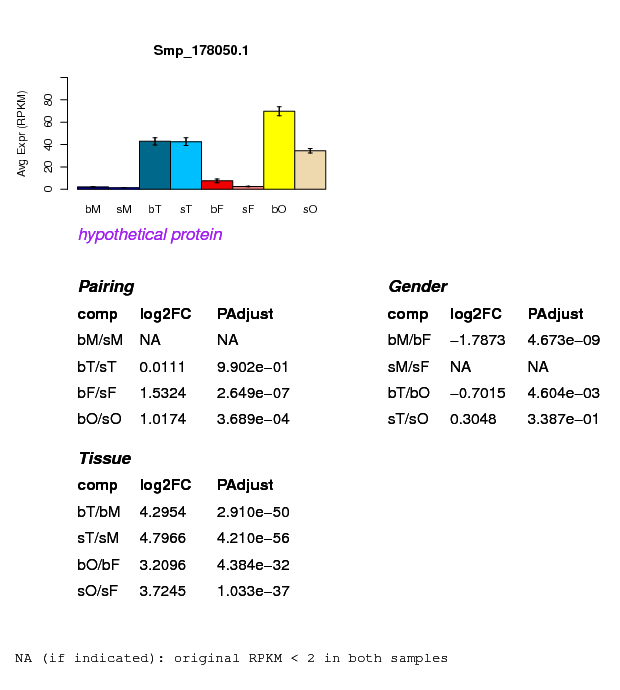 Smp_178050.1
Avg Expr (RPKM)
0 20 40 60 80
bM sM bT sT bF sF bO sO
hypothetical protein
Pairing
comp log2FC PAdjust
bM/sM NA NA
bT/sT 0.0111 9.902e−01
bF/sF 1.5324 2.649e−07
bO/sO 1.0174 3.689e−04
Gender
comp log2FC PAdjust
bM/bF −1.7873 4.673e−09
sM/sF NA NA
bT/bO −0.7015 4.604e−03
sT/sO 0.3048 3.387e−01
Tissue
comp log2FC PAdjust
bT/bM 4.2954 2.910e−50
sT/sM 4.7966 4.210e−56
bO/bF 3.2096 4.384e−32
sO/sF 3.7245 1.033e−37
NA (if indicated): original RPKM < 2 in both samples